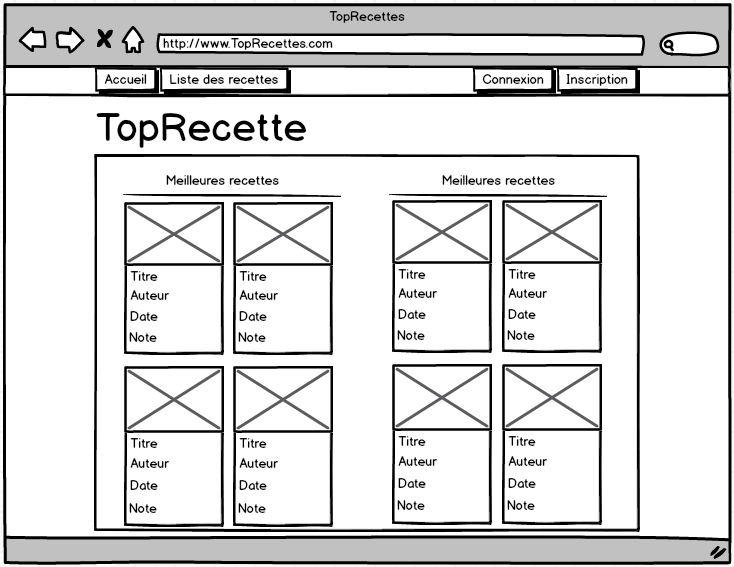 TopRecettes
http://www.TopRecettes.com
Accueil
Liste des recettes
Connexion
Inscription
TopRecette
Meilleures recettes
Titre
Auteur
Date
Note
Titre
Auteur
Date
Note
Titre
Auteur
Date
Note
Titre
Auteur
Date
Note
Meilleures recettes
Titre
Auteur
Date
Note
Titre
Auteur
Date
Note
Titre
Auteur
Date
Note
Titre
Auteur
Date
Note